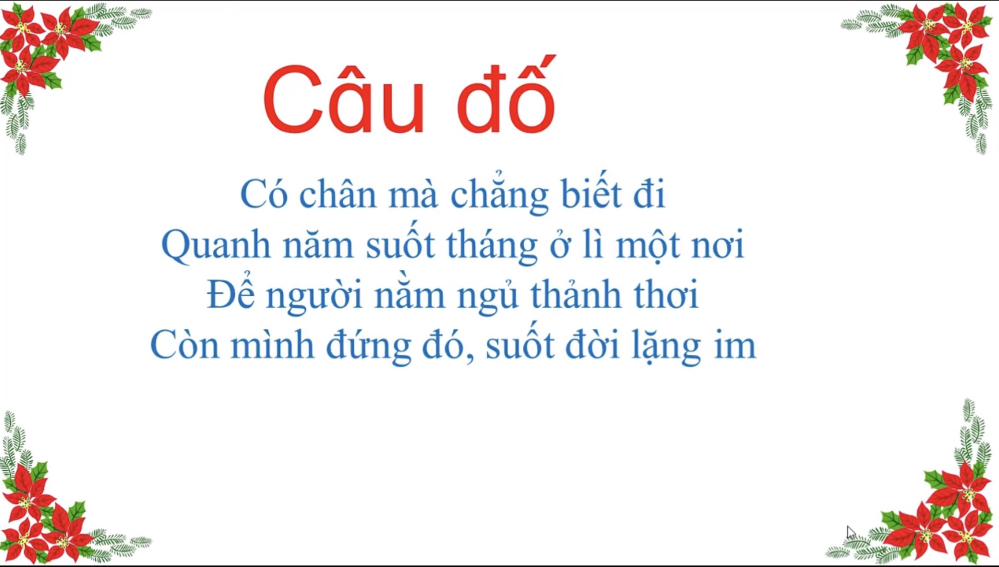 Câu đố
Có chân mà chẳng biết đi
Quanh năm suốt tháng ở lì một nơi
Để người nằm ngủ thảnh thơi
Còn mình đứng đó, suốt đời lặng im